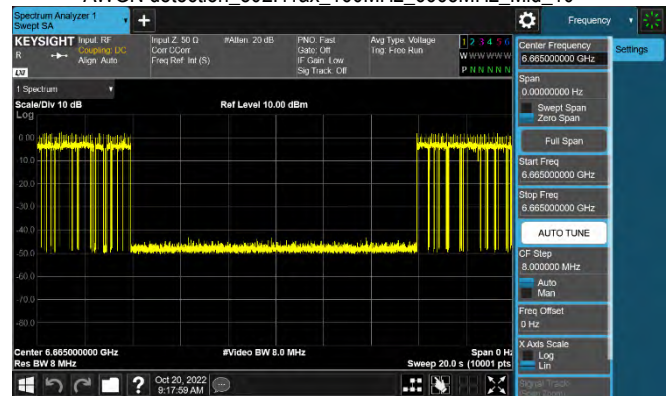 Spectrum Analyzer 1
Swept SA
Frequency
KEYSIGHT
Input: RF
Coupling: DC
Align: Auto
Input Z: 50 Ω
Corr CCorr
Freq Ref: Int (S)
#Atten: 20 dB
PNO: Fast
Gate: Off
IF Gain: Low
Sig Track: Off
Avg Type: Voltage
Trig: Free Run
1 2 3 4 5 6
W W W W W W
P N N N N N
R
LXI
Center Frequency
6.665000000 GHz
Settings
Span
0.00000000 Hz
Swept Span
Zero Span
Full Span
Start Freq
6.665000000 GHz
Stop Freq
6.665000000 GHz
AUTO TUNE
CF Step
8.000000 MHz
Auto
Man
Freq Offset
0 Hz
X Axis Scale
Log
Lin
Signal Track
1 Spectrum
Scale/Div 10 dB
Ref Level 10.00 dBm
Log
0.00
-10.0
-20.0
-30.0
-40.0
-50.0
-60.0
-70.0
-80.0
Center 6.665000000 GHz
#Video BW 8.0 MHz
Span 0 Hz
Res BW 8 MHz
Sweep 20.0 s (10001 pts
?
Oct 20, 2022
9:17:59 AM